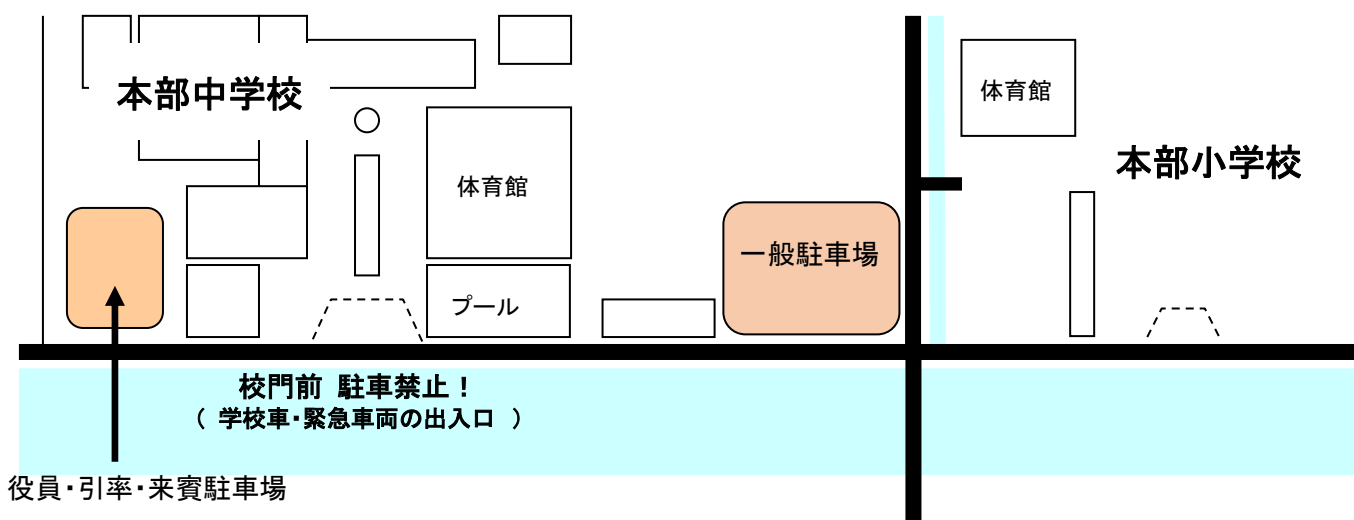 体育館
本部中学校
本部小学校
体育館
一般駐車場
プール
校門前 駐車禁止！
（ 学校車・緊急車両の出入口 ）
役員・引率・来賓駐車場